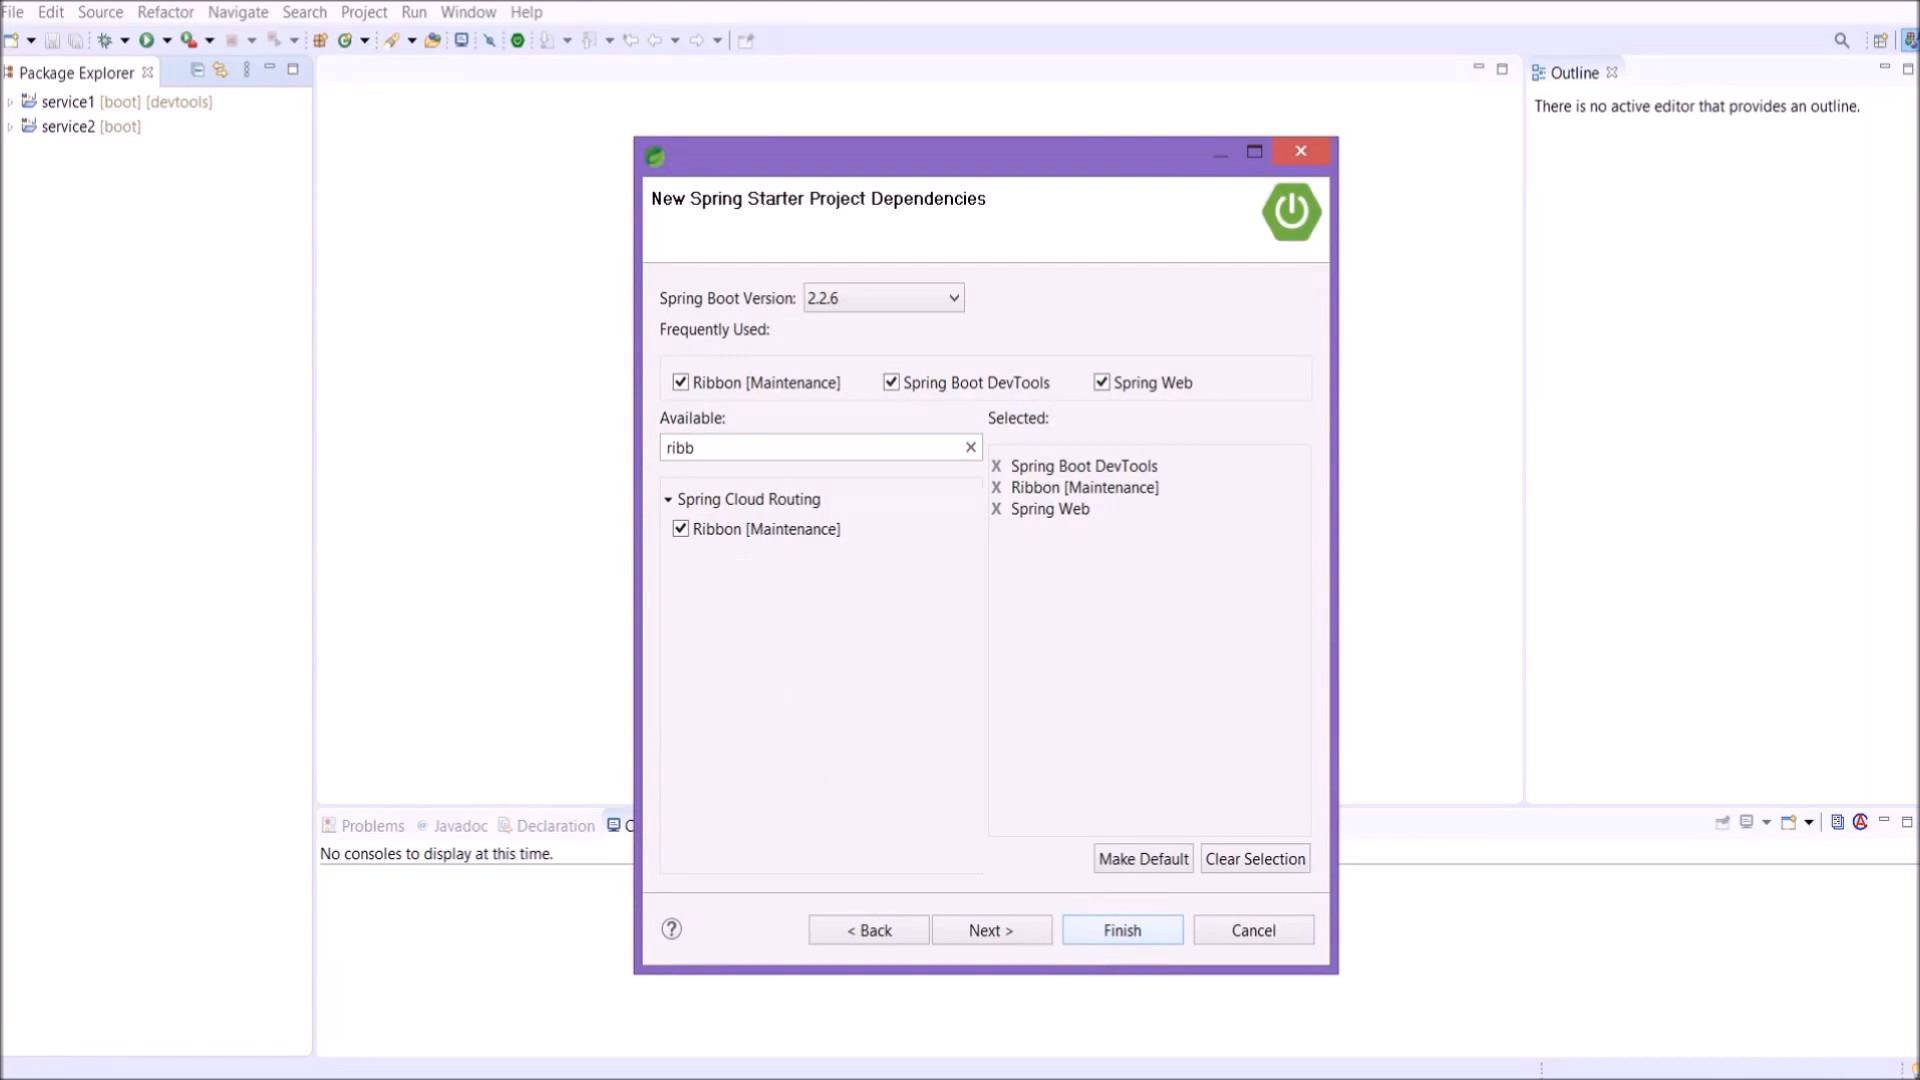 File Edit Source Refactor Navigate Search Project Run Window Help
Package Explorer
Outline
service1 [boot] [devtools]
service2 [boot]
There is no active editor that provides an outline.
New Spring Starter Project Dependencies
Spring Boot Version: 2.2.6
Frequently Used:
Ribbon [Maintenance] Spring Boot DevTools Spring Web
Available:
Selected:
ribb
Spring Cloud Routing
Ribbon [Maintenance]
X Spring Boot DevTools
X Ribbon [Maintenance]
X Spring Web
Make Default Clear Selection
< Back Next > Finish Cancel
Problems @ Javadoc Declaration C
No consoles to display at this time.